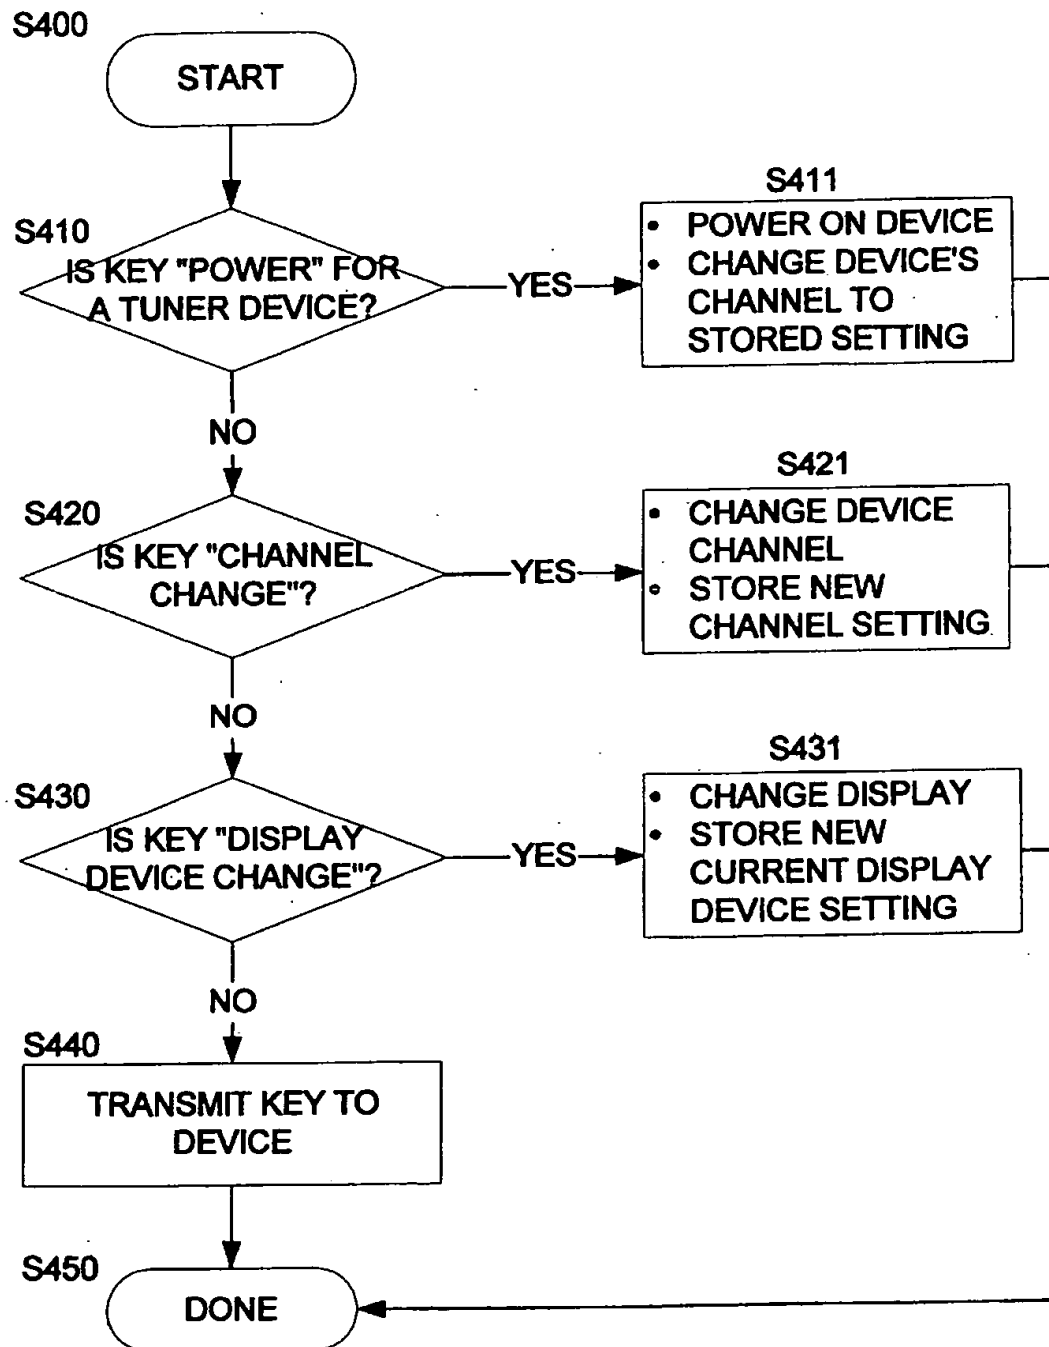 S400
START
S410
IS KEY "POWER" FOR
A TUNER DEVICE?
YES
S411
• POWER ON DEVICE
• CHANGE DEVICE'S
CHANNEL TO
STORED SETTING
NO
S420
IS KEY "CHANNEL
CHANGE"?
YES
S421
• CHANGE DEVICE
CHANNEL
• STORE NEW
CHANNEL SETTING
NO
S430
IS KEY "DISPLAY
DEVICE CHANGE"?
YES
S431
• CHANGE DISPLAY
• STORE NEW
CURRENT DISPLAY
DEVICE SETTING
NO
S440
TRANSMIT KEY TO
DEVICE
S450
DONE